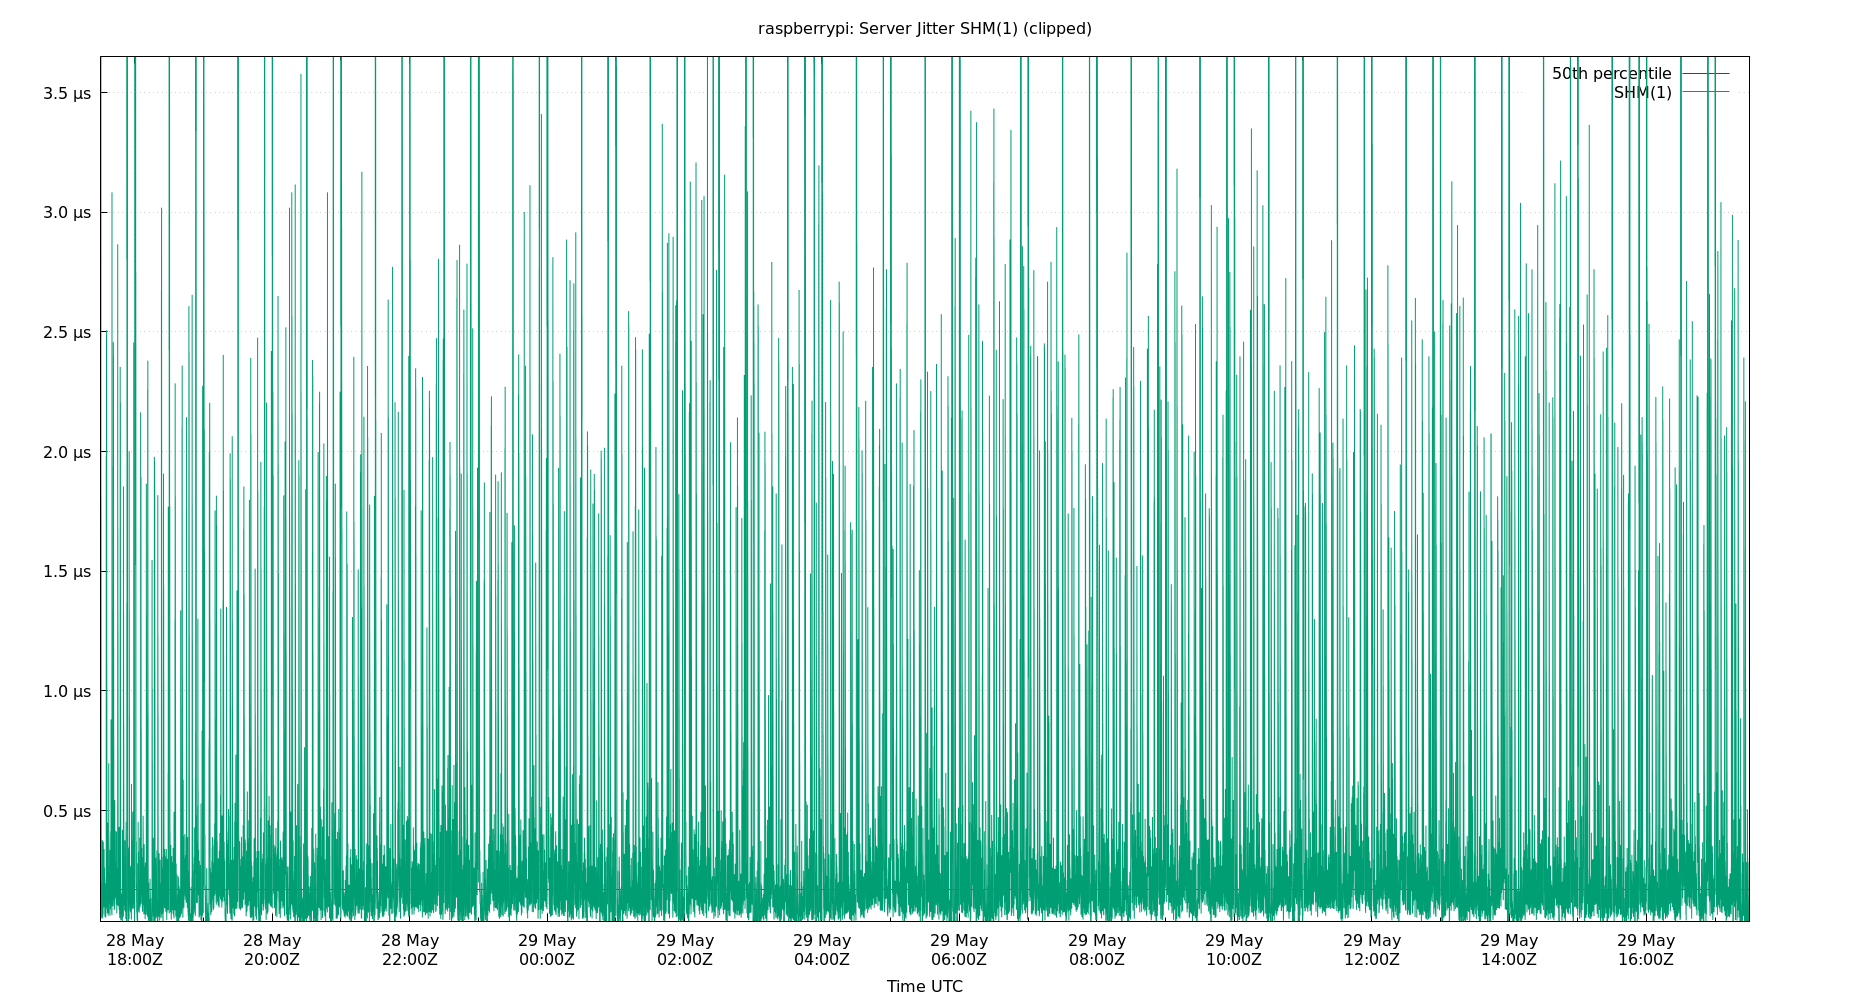 raspberrypi: Server Jitter SHM(1) (clipped)
50th percentile
SHM(1)
3.5 µs
3.0 µs
2.5 µs
2.0 µs
1.5 µs
1.0 µs
0.5 µs
28 May 28 May 28 May 29 May 29 May 29 May 29 May 29 May 29 May 29 May 29 May 29 May
18:00Z 20:00Z 22:00Z 00:00Z 02:00Z 04:00Z 06:00Z 08:00Z 10:00Z 12:00Z 14:00Z 16:00Z
Time UTC